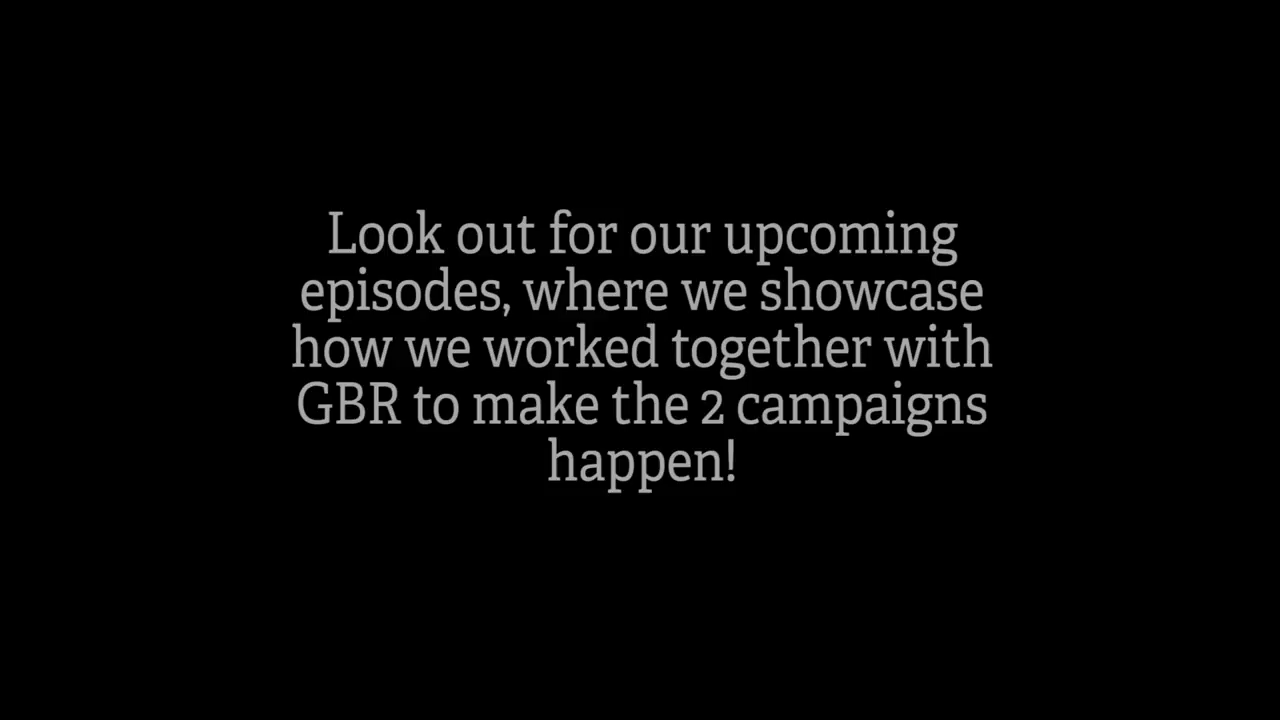 Look out for our upcoming
episodes, where we showcase
how we worked together with
GBR to make the 2 campaigns
happen!